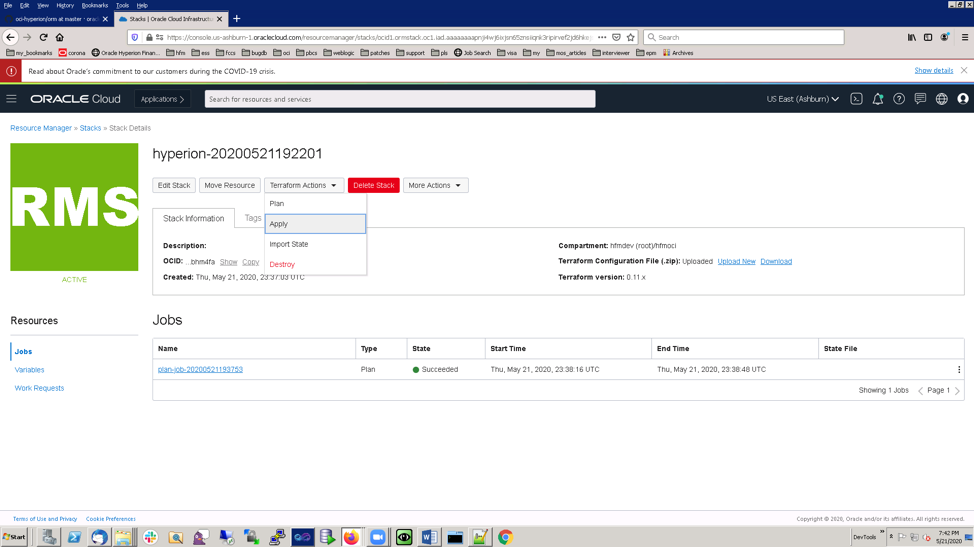 File Edit View History Bookmarks Tools Help
oci-hyperion/orm at master · orac
Stacks | Oracle Cloud Infrastructu
https://console.us-ashburn-1.oraclecloud.com/resourcemanager/stacks/ocid1.ormstack.oc1.iad.
Search
my_bookmarks corona Oracle Hyperion Finan... hfm ess fccs bugdb oci pbcs weblogic patches support pls Job Search visa my mos_articles interviewer epm Archives
Read about Oracle's commitment to our customers during the COVID-19 crisis.
Show details
ORACLE Cloud
Applications
Search for resources and services
US East (Ashburn)
Resource Manager » Stacks » Stack Details
RMS
ACTIVE
hyperion-20200521192201
Edit Stack Move Resource Terraform Actions Delete Stack More Actions
Plan
Apply
Import State
Destroy
Stack Information Tags
Description:
OCID: ...bhm4fa Show Copy
Created: Thu, May 21, 2020, 23:37:03 UTC
Compartment: hfmdev (root)/hfmoci
Terraform Configuration File (.zip): Uploaded Upload New Download
Terraform version: 0.11.x
Resources
Jobs
Variables
Work Requests
Jobs
Name Type State Start Time End Time State File
plan-job-20200521193753 Plan Succeeded Thu, May 21, 2020, 23:38:16 UTC Thu, May 21, 2020, 23:38:48 UTC
Showing 1 Jobs Page 1
Terms of Use and Privacy Cookie Preferences
Copyright © 2020, Oracle and/or its affiliates. All rights reserved.
Start
DevTools
7:42 PM
5/21/2020